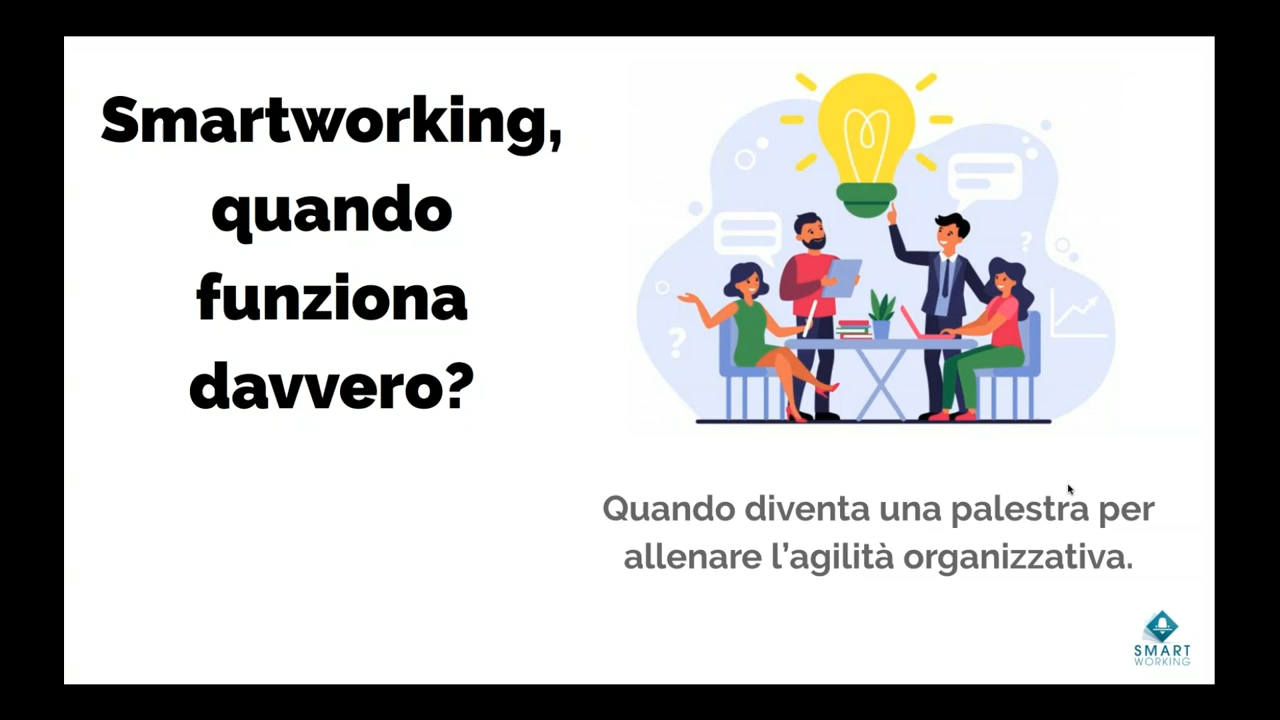 Smartworking,
quando
funziona
davvero?
?
?
Quando diventa una palestra per
allenare l’agilità organizzativa.
SMART
WORKING